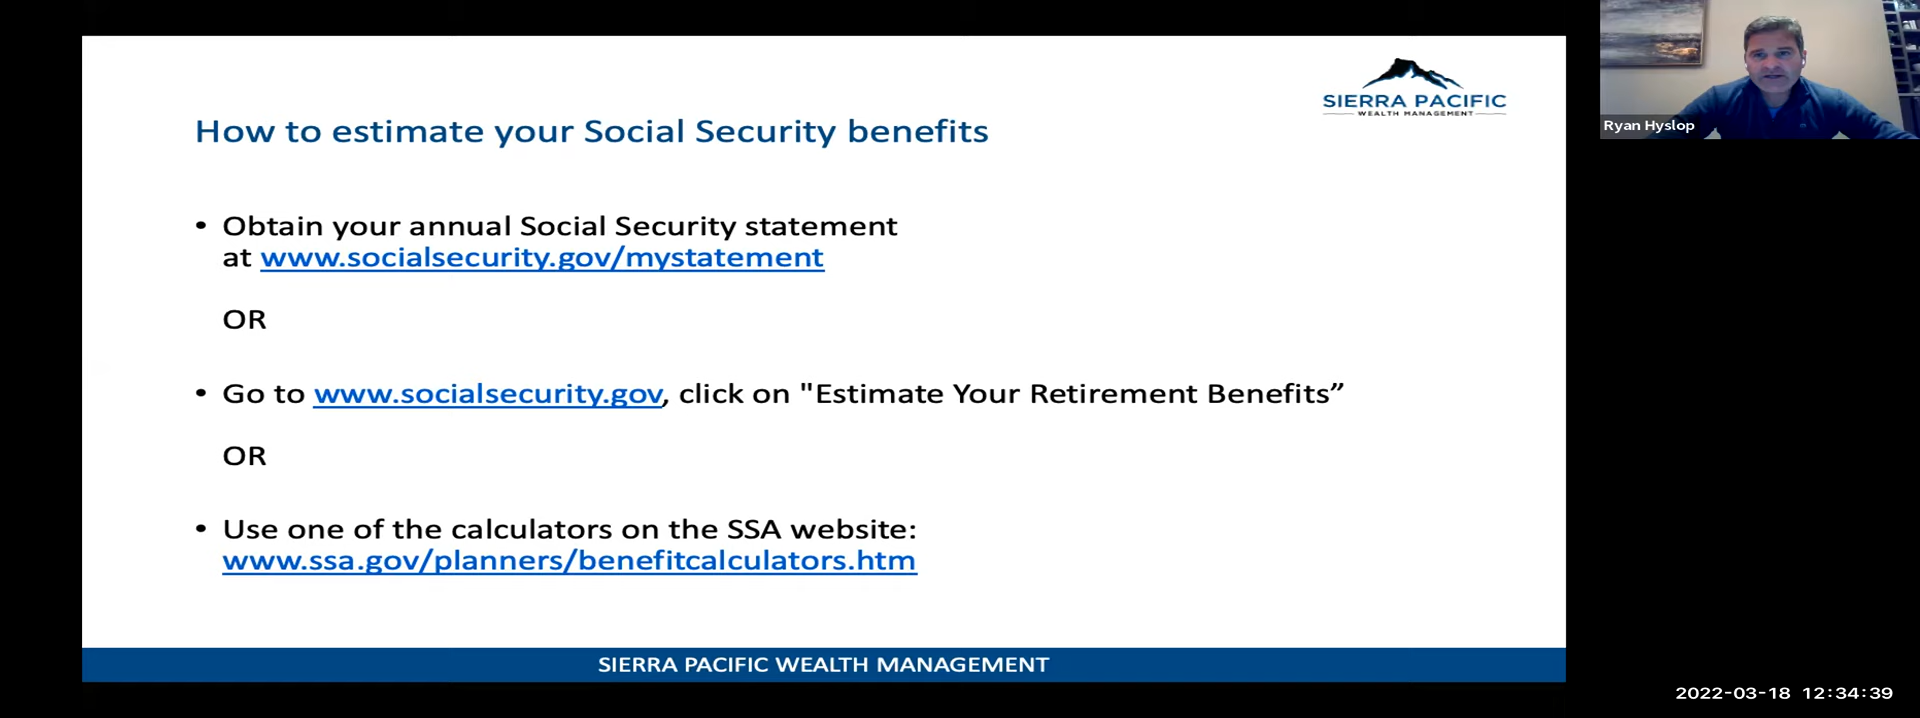 SIERRA PACIFIC
WEALTH MANAGEMENT
Ryan Hyslop
How to estimate your Social Security benefits
• Obtain your annual Social Security statement
at www.socialsecurity.gov/mystatement
OR
• Go to www.socialsecurity.gov, click on "Estimate Your Retirement Benefits”
OR
• Use one of the calculators on the SSA website:
www.ssa.gov/planners/benefitcalculators.htm
SIERRA PACIFIC WEALTH MANAGEMENT
2022-03-18 12:34:39